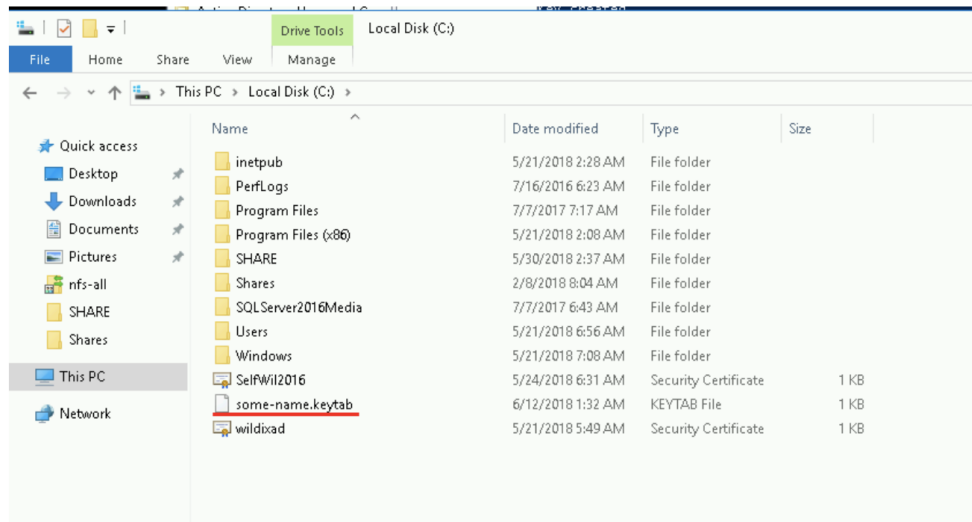 Drive Tools Local Disk (C:)
File Home Share View Manage
This PC > Local Disk (C:) >
Name Date modified Type Size
Quick access
Desktop
Downloads
Documents
Pictures
nfs-all
SHARE
Shares
This PC
Network
inetpub 5/21/2018 2:28 AM File folder
PerfLogs 7/16/2016 6:23 AM File folder
Program Files 7/7/2017 7:17 AM File folder
Program Files (x86) 5/21/2018 2:08 AM File folder
SHARE 5/30/2018 2:37 AM File folder
Shares 2/8/2018 8:04 AM File folder
SQLServer2016Media 7/7/2017 6:43 AM File folder
Users 5/21/2018 6:56 AM File folder
Windows 5/21/2018 7:08 AM File folder
SelfWil2016 5/24/2018 6:31 AM Security Certificate 1 KB
some-name.keytab 6/12/2018 1:32 AM KEYTAB File 1 KB
wildixad 5/21/2018 5:49 AM Security Certificate 1 KB